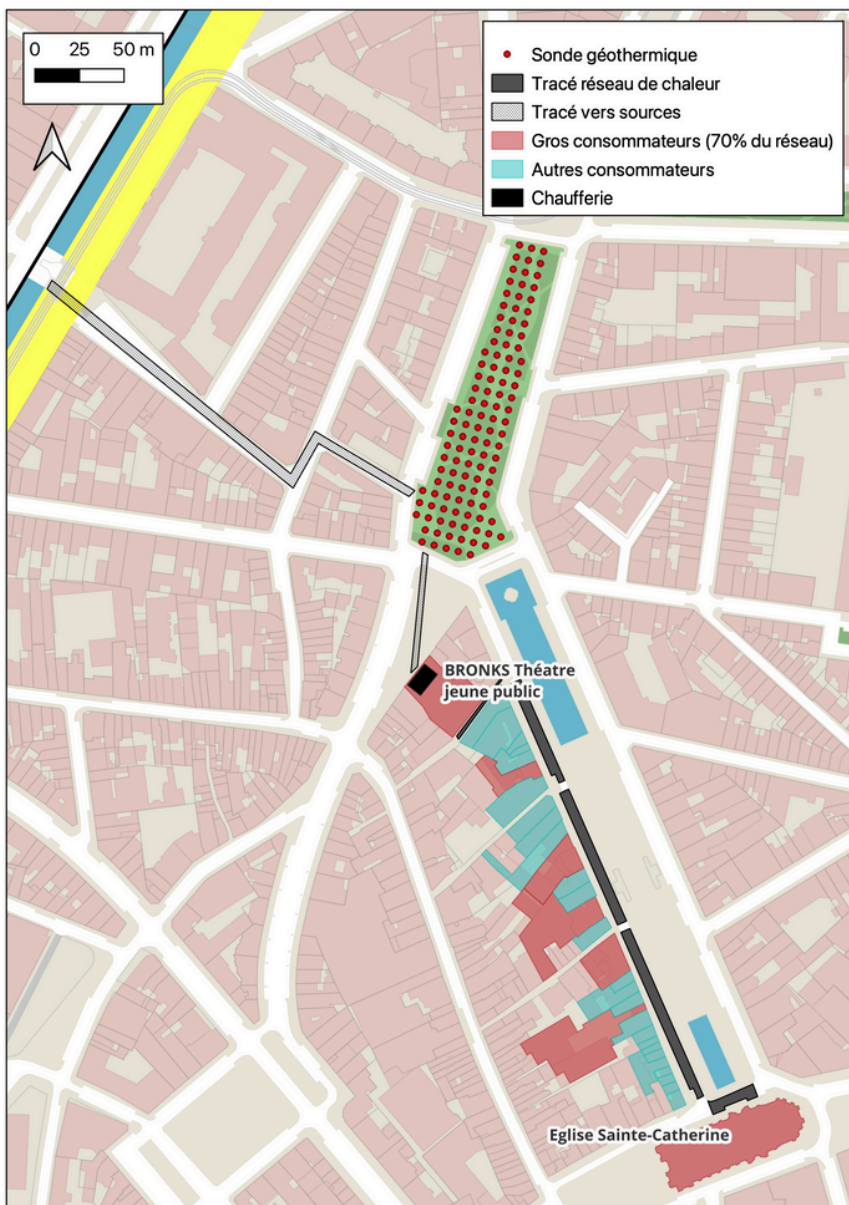 0 25 50 m
Sonde géothermique
Tracé réseau de chaleur
Tracé vers sources
Gros consommateurs (70% du réseau)
Autres consommateurs
Chaufferie
BRONKS Théatre
jeune public
Eglise Sainte-Catherine